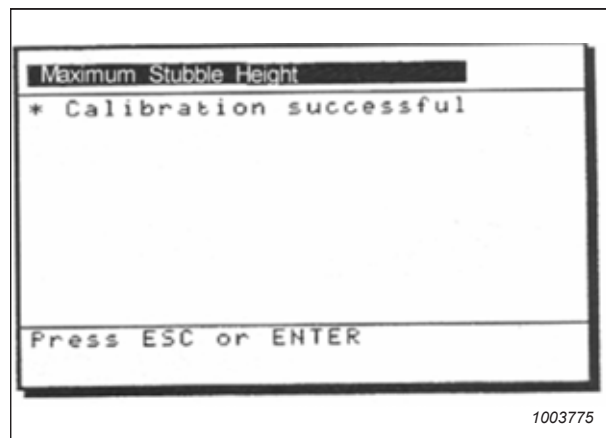 Maximum Stubble Height
* Calibration successful
Press ESC or ENTER
1003775